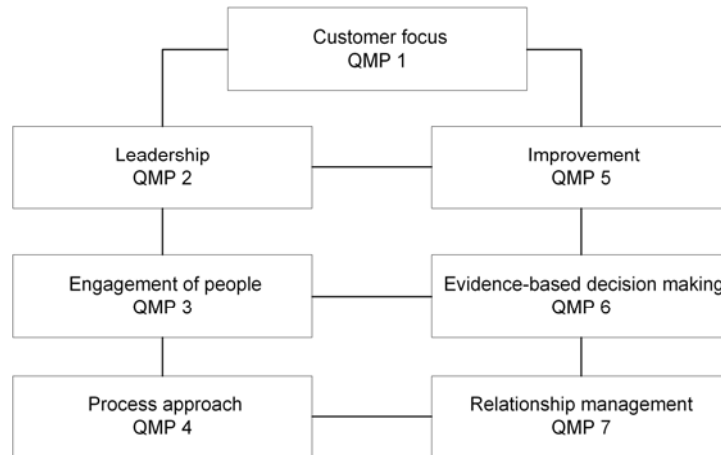 Customer focus
QMP 1
Leadership
QMP 2
Improvement
QMP 5
Engagement of people
QMP 3
Evidence-based decision making
QMP 6
Process approach
QMP 4
Relationship management
QMP 7